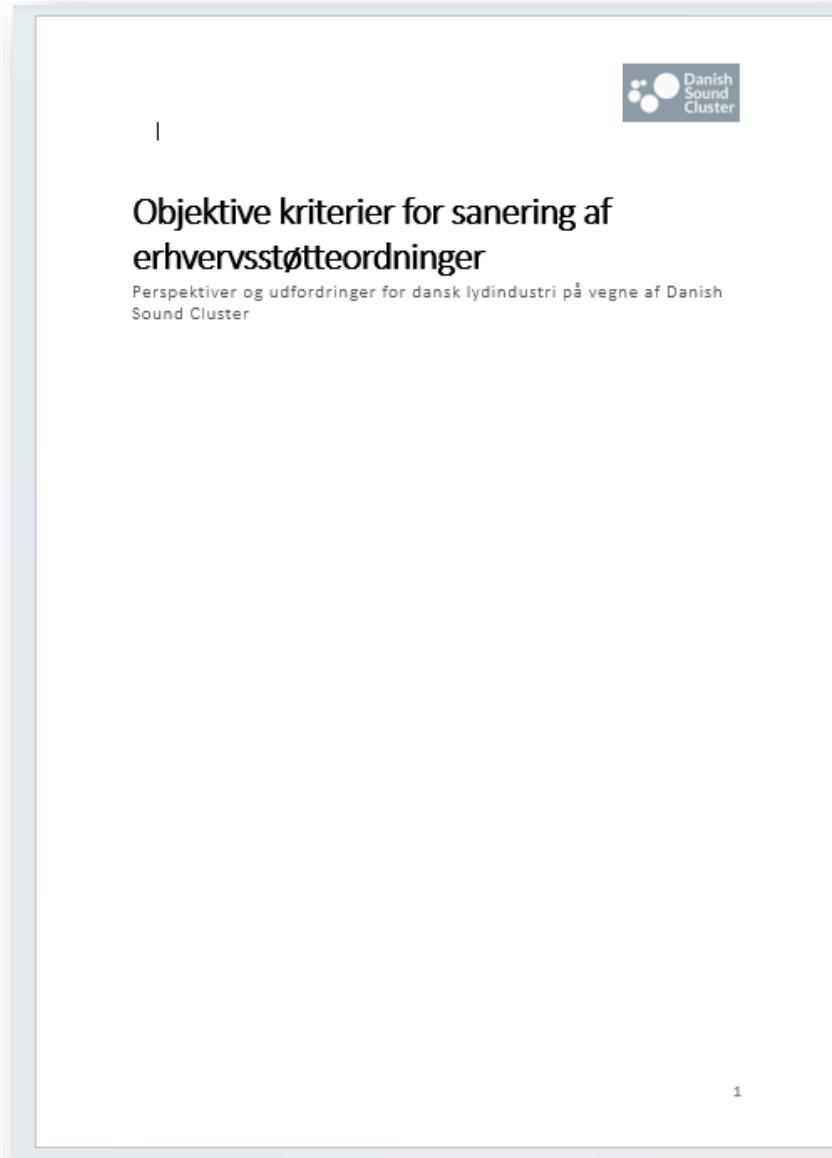 Danish
Sound
Cluster
Objektive kriterier for sanering af
erhvervsstøtteordninger
Perspektiver og udfordringer for dansk lydindustri på vegne af Danish
Sound Cluster
1